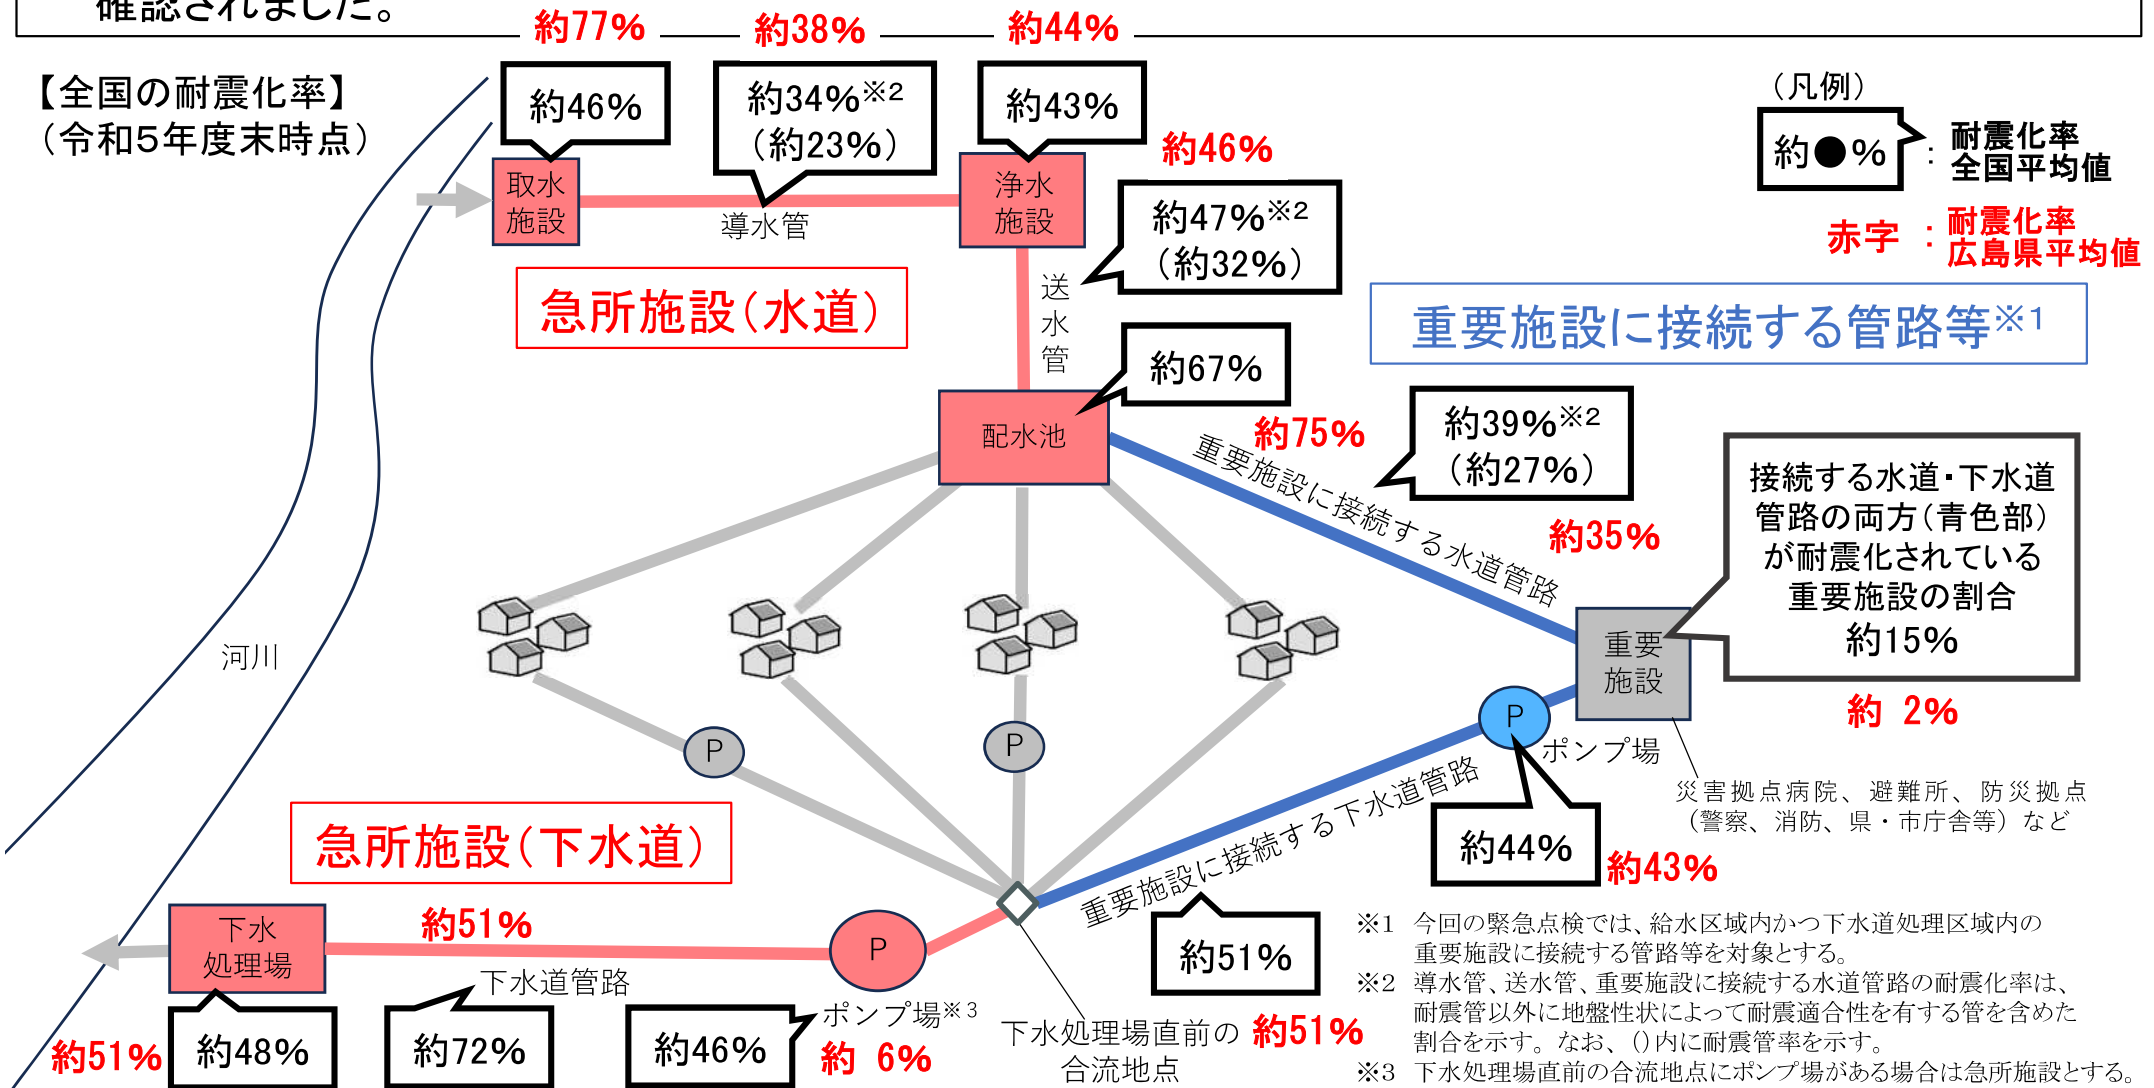 確認されました。
約77%
約38%
約44%
【全国の耐震化率】
（令和5年度末時点）
約46%
約34%※2
（約23%）
約43%
（凡例）
約●%
：
耐震化率
全国平均値
赤字
：
耐震化率
広島県平均値
取水
施設
導水管
浄水
施設
約46%
約47%※2
（約32%）
送
水
管
急所施設（水道）
重要施設に接続する管路等※1
約67%
配水池
約75%
約39%※2
（約27%）
重要施設に接続する水道管路
約35%
接続する水道・下水道
管路の両方（青色部）
が耐震化されている
重要施設の割合
約15%
約 2%
重要
施設
河川
P
P
P
ポンプ場
災害拠点病院、避難所、防災拠点
（警察、消防、県・市庁舎等）など
約44%
約43%
重要施設に接続する下水道管路
約51%
約51%
急所施設（下水道）
下水
処理場
約51%
約48%
約51%
下水道管路
約72%
P
ポンプ場※3
約46%
約 6%
下水処理場直前の
合流地点
※1 今回の緊急点検では、給水区域内かつ下水道処理区域内の
重要施設に接続する管路等を対象とする。
※2 導水管、送水管、重要施設に接続する水道管路の耐震化率は、
耐震管以外に地盤性状によって耐震適合性を有する管を含めた
割合を示す。なお、（）内に耐震管率を示す。
※3 下水処理場直前の合流地点にポンプ場がある場合は急所施設とする。